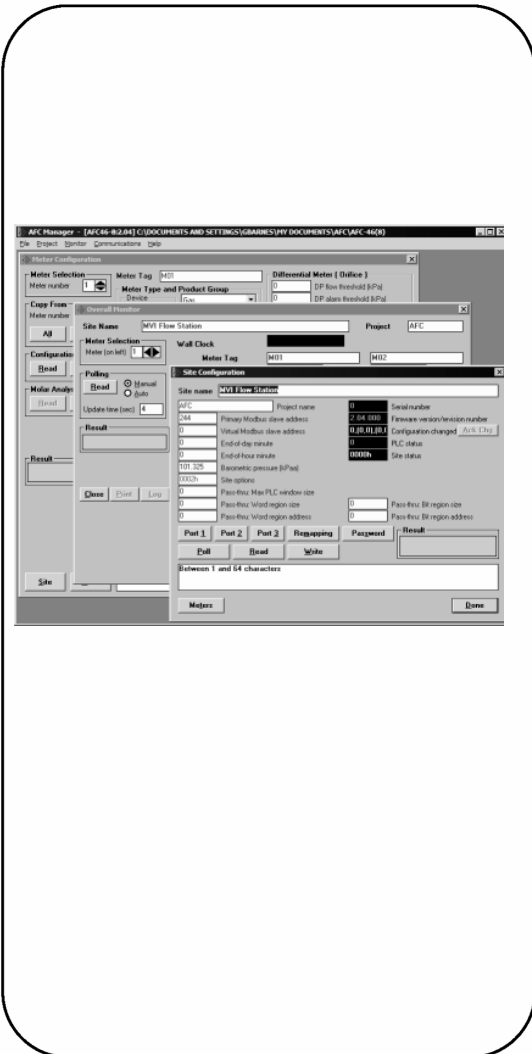 AFC Manager - [AFC46-8:2.04] C:\DOCUMENTS AND SETTINGS\GBARNES\MY DOCUMENTS\AFC\AFC-46(8)
File Project Monitor Communications Help
Meter Configuration
Meter Selection
Meter number 1
Meter Tag M01
Meter Type and Product Group
Device Gas
Differential Meter ( Orifice )
0 DP flow threshold (kPa)
0 DP alarm threshold (kPa)
Copy From
Meter number
All
Configuration
Read
Molar Analys
Read
Result
Site
Overall Monitor
Site Name MVI Flow Station
Project AFC
Meter Selection
Meter (on left) 1
Wall Clock
Meter Tag M01 M02
Polling
Read
Manual
Auto
Update time (sec) 4
Result
Close Print Log
Site Configuration
Site name MVI Flow Station
AFC Project name
244 Primary Modbus slave address
0 Virtual Modbus slave address
0 End-of-day minute
0 End-of-hour minute
101.325 Barometric pressure (kPaa)
0002h Site options
0 Pass-thru: Max PLC window size
0 Pass-thru: Word region size
0 Pass-thru: Word region address
0 Serial number
2.04.000 Firmware version/revision number
0,(0,0),(0,( Configuration changed Ack Chg
0 PLC status
0000h Site status
0 Pass-thru: Bit region size
0 Pass-thru: Bit region address
Port 1 Port 2 Port 3 Remapping Password
Result
Poll Read Write
Between 1 and 64 characters
Meters
Done